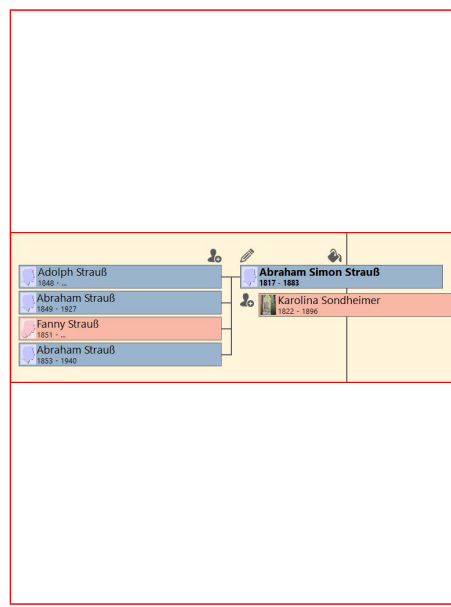 Adolph Strauß
1848 - ...
Abraham Strauß
1849 - 1927
Fanny Strauß
1851 - ...
Abraham Strauß
1853 - 1940
Abraham Simon Strauß
1817 - 1883
Karolina Sondheimer
1822 - 1896